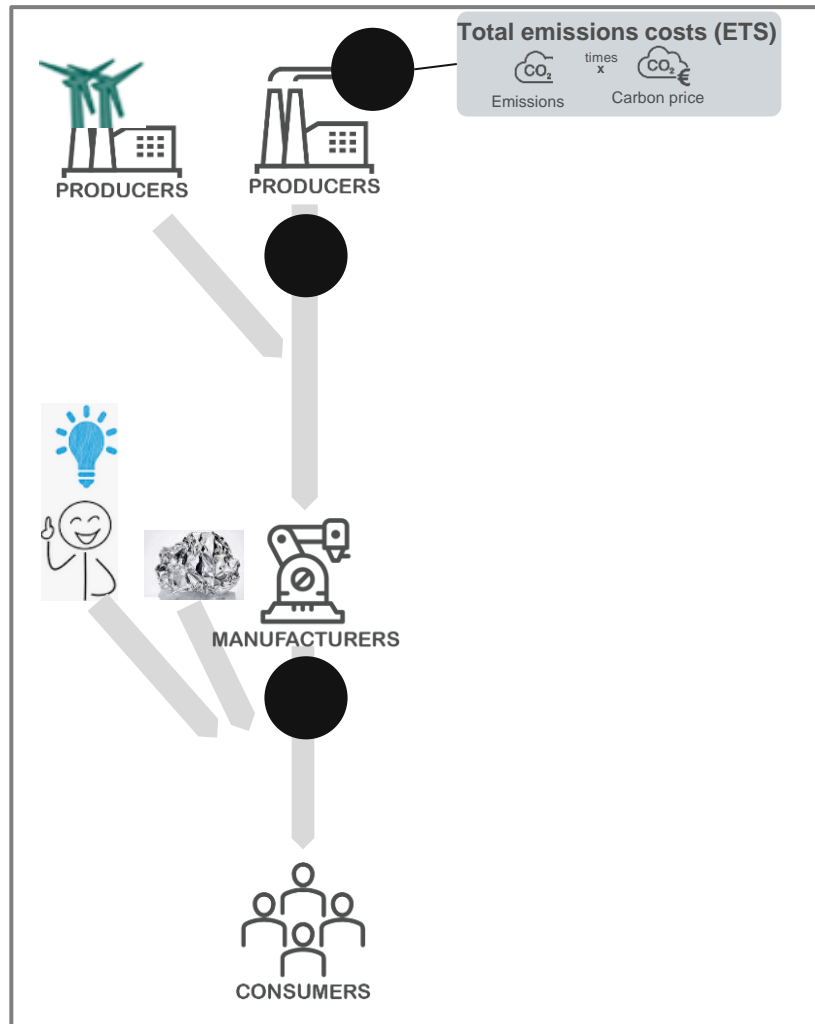 Total emissions costs (ETS)
CO₂ times x CO₂ €
Emissions Carbon price
PRODUCERS PRODUCERS
MANUFACTURERS
CONSUMERS